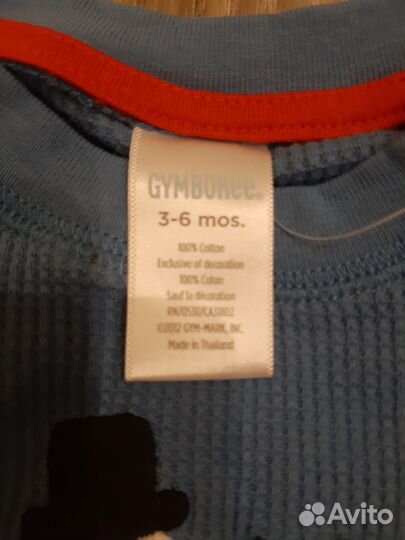 GYMBOREE
3-6 mos.
100% Cotton
Exclusive of decoration
100% Coton
Sauf la décoration
RN70530/CA31102
©2012 GYM-MARK, INC.
Made in Thailand
Avito